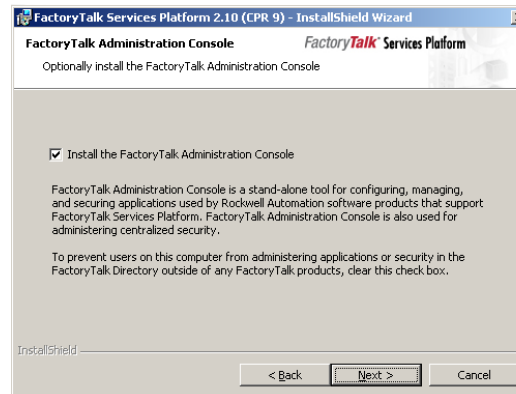 FactoryTalk Services Platform 2.10 (CPR 9) - InstallShield Wizard
FactoryTalk Administration Console
FactoryTalk Services Platform
Optionally install the FactoryTalk Administration Console
Install the FactoryTalk Administration Console
FactoryTalk Administration Console is a stand-alone tool for configuring, managing,
and securing applications used by Rockwell Automation software products that support
FactoryTalk Services Platform. FactoryTalk Administration Console is also used for
administering centralized security.
To prevent users on this computer from administering applications or security in the
FactoryTalk Directory outside of any FactoryTalk products, clear this check box.
InstallShield
< Back
Next >
Cancel